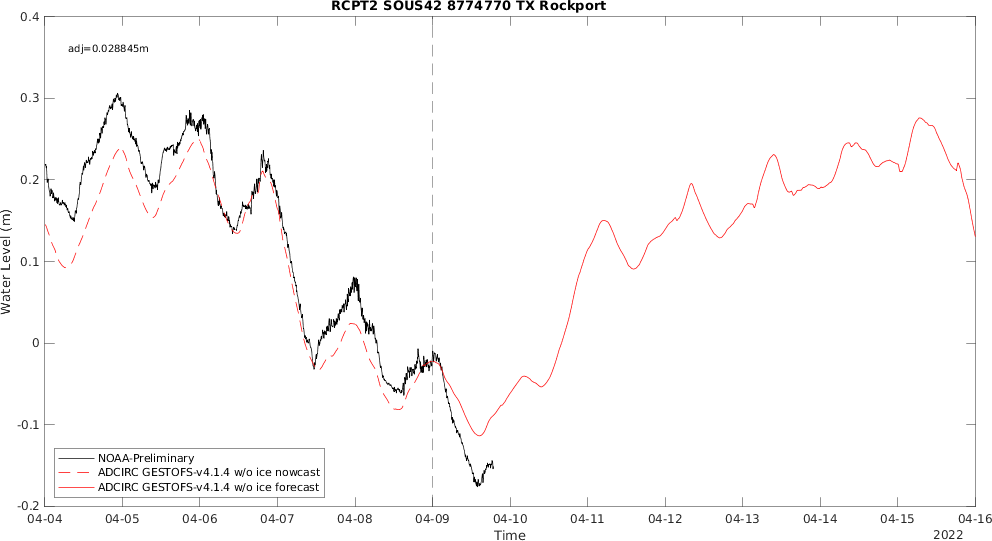 RCPT2 SOUS42 8774770 TX Rockport
adj=0.028845m
0.4
0.3
0.2
0.1
0
-0.1
-0.2
Water Level (m)
NOAA-Preliminary
ADCIRC GESTOFS-v4.1.4 w/o ice nowcast
ADCIRC GESTOFS-v4.1.4 w/o ice forecast
04-04 04-05 04-06 04-07 04-08 04-09 04-10 04-11 04-12 04-13 04-14 04-15 04-16
Time
2022